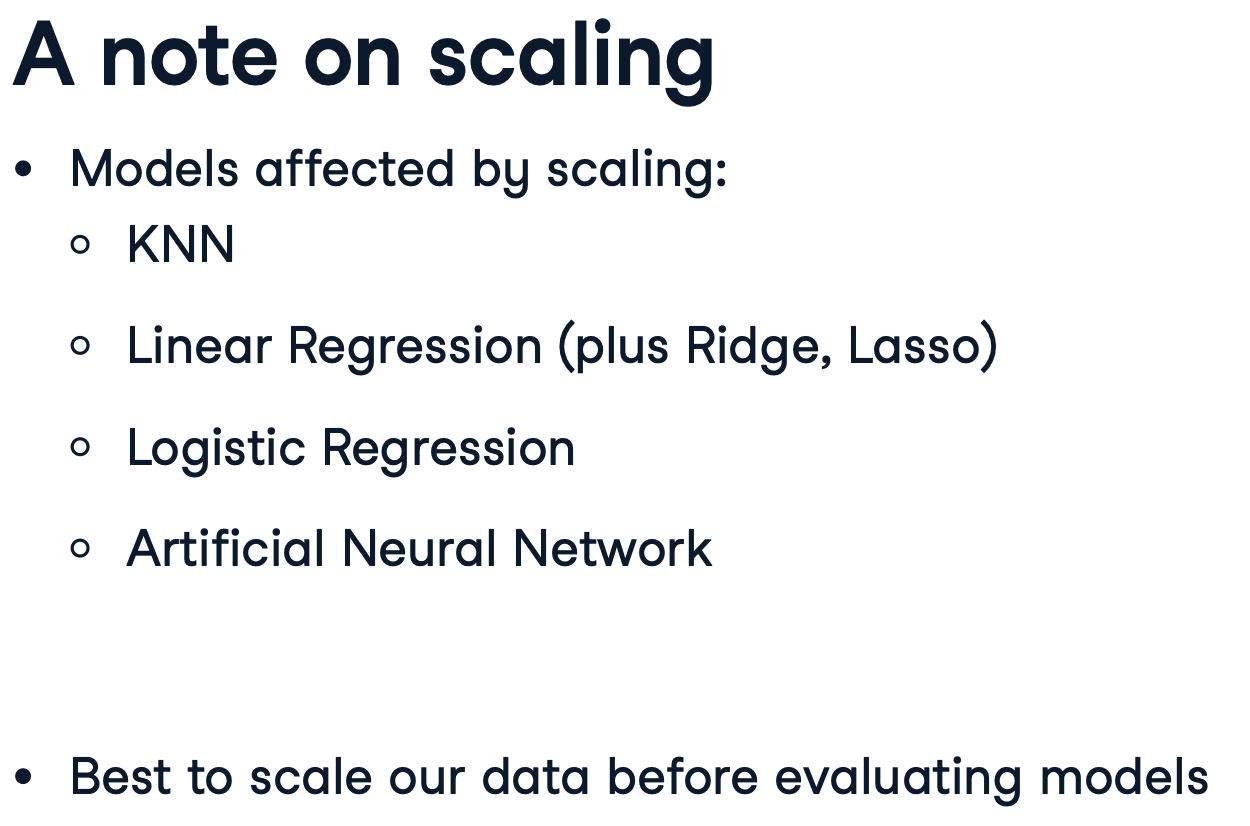 A note on scaling
• Models affected by scaling:
○ KNN
○ Linear Regression (plus Ridge, Lasso)
○ Logistic Regression
○ Artificial Neural Network
• Best to scale our data before evaluating models